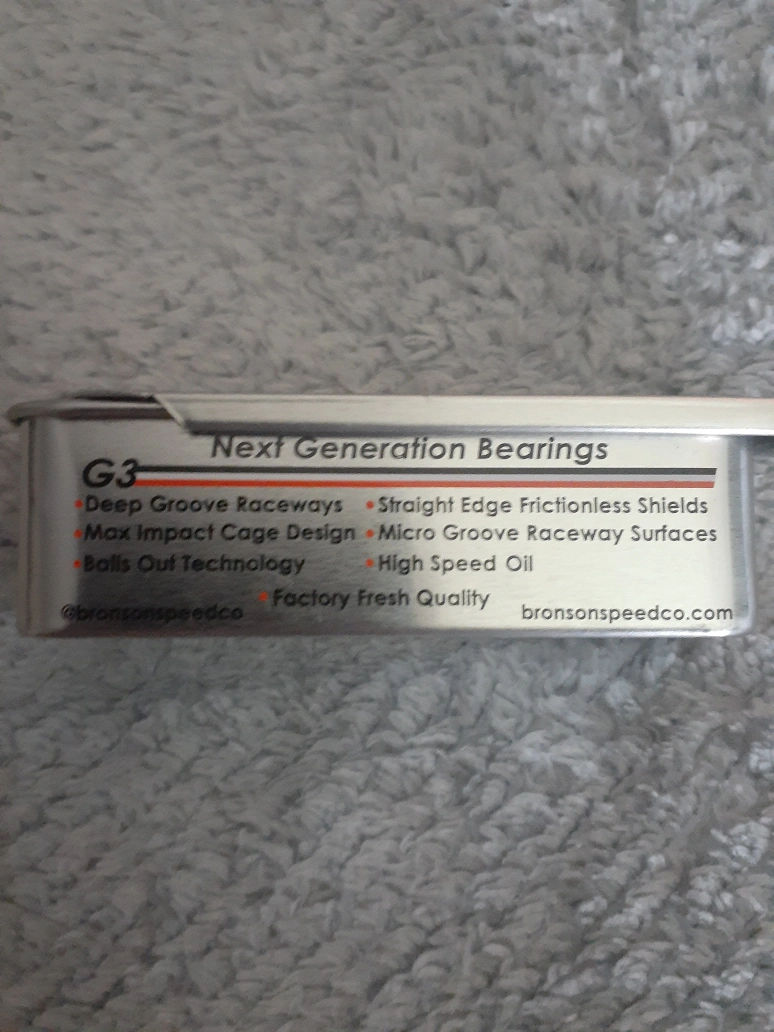 Next Generation Bearings
G3
•Deep Groove Raceways •Straight Edge Frictionless Shields
•Max Impact Cage Design •Micro Groove Raceway Surfaces
•Balls Out Technology •High Speed Oil
•Factory Fresh Quality
@bronsonspeedco bronsonspeedco.com